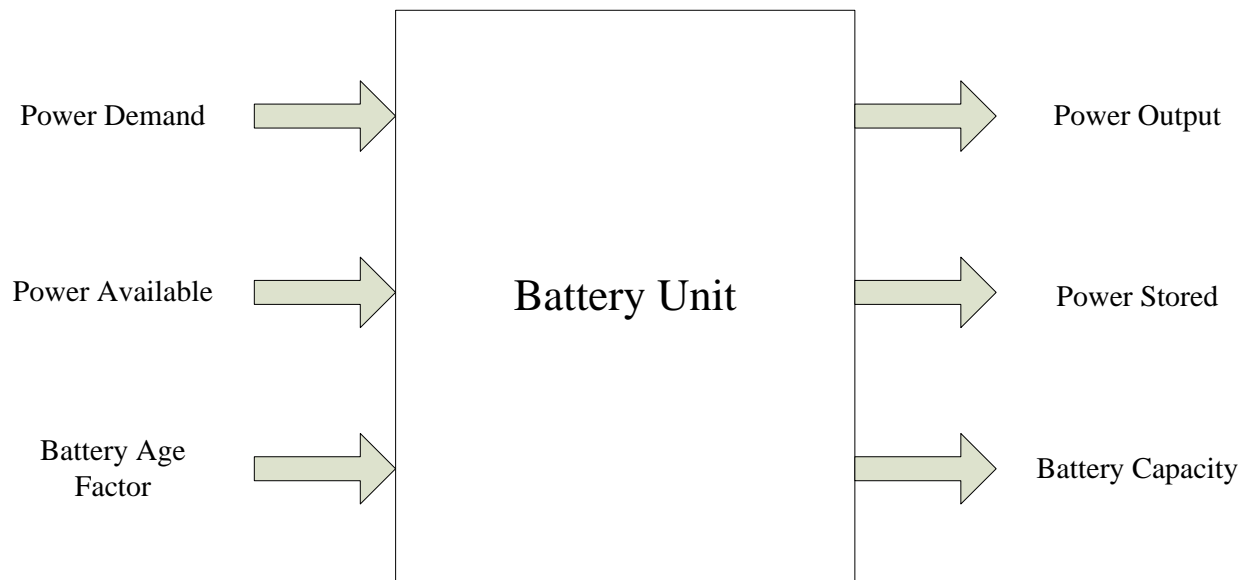 Power Demand
Power Output
Power Available
Battery Unit
Power Stored
Battery Age
Factor
Battery Capacity